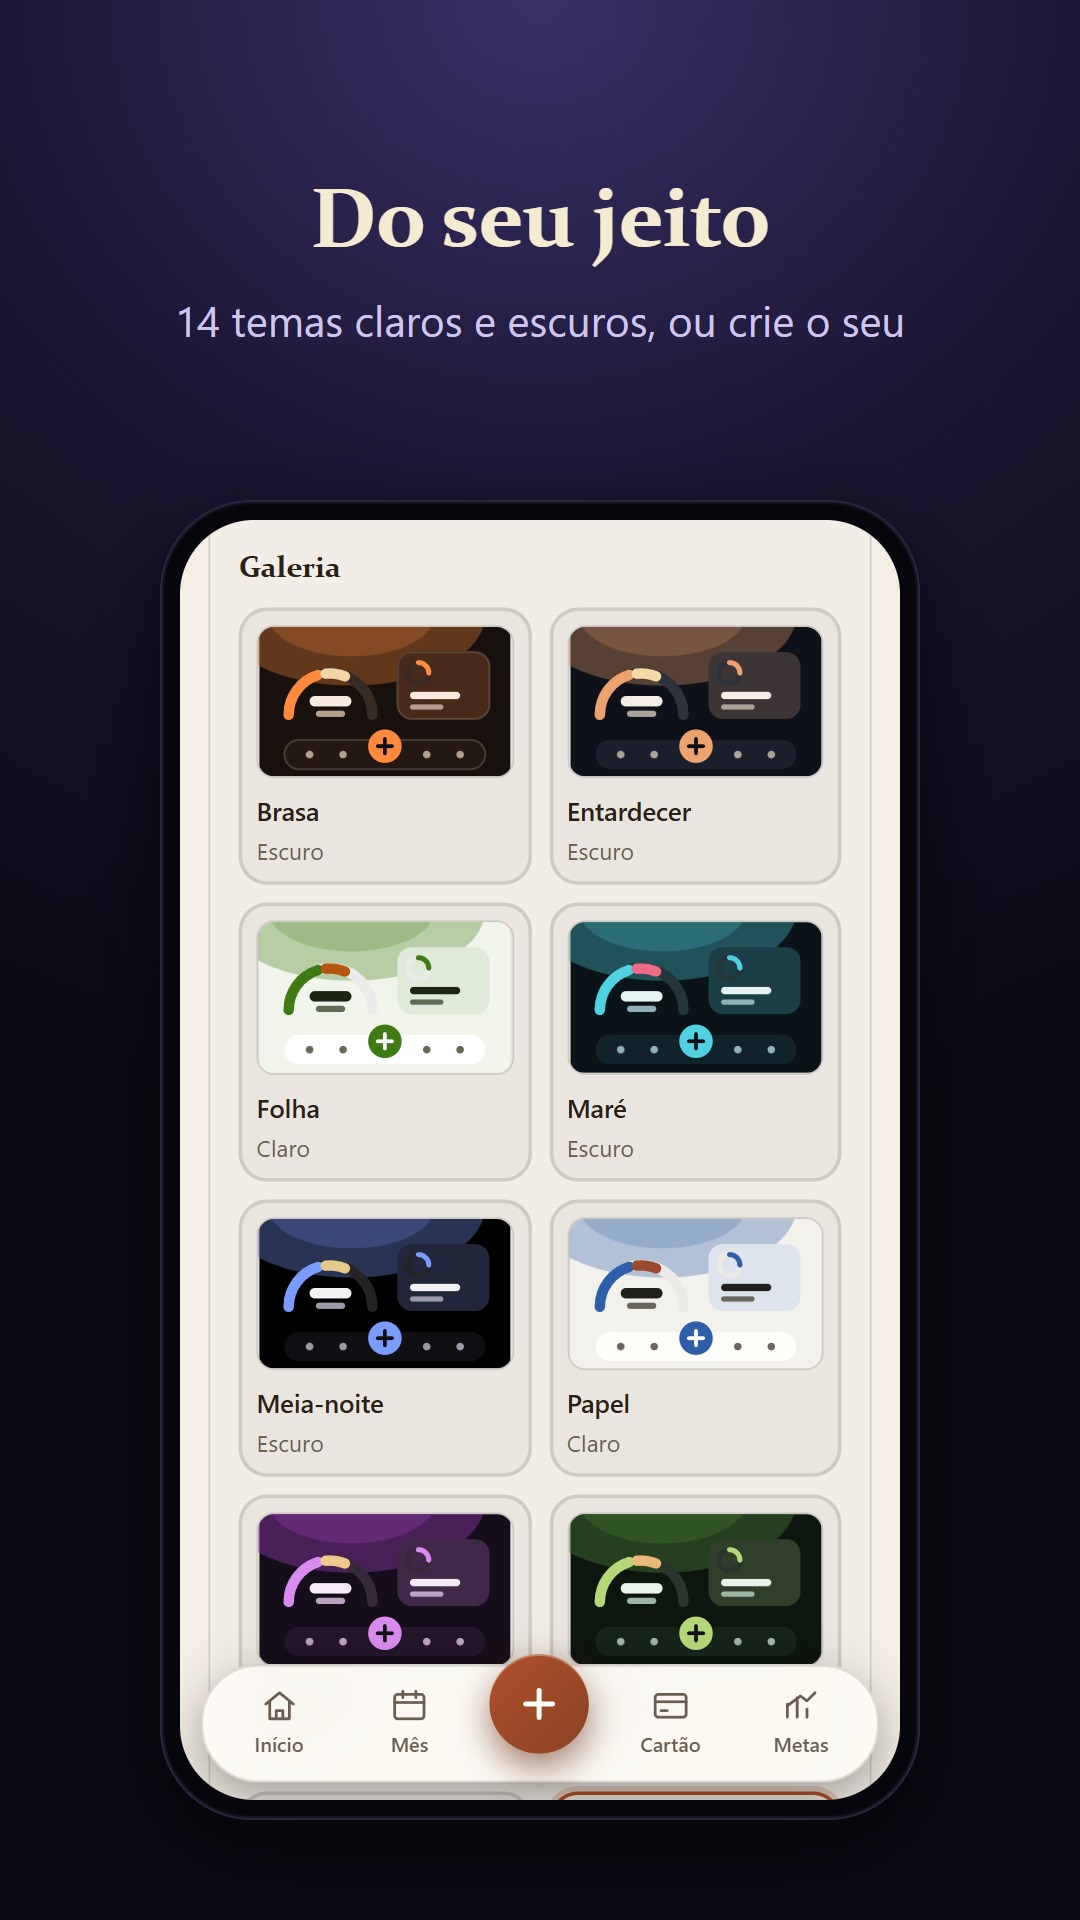 Do seu jeito
14 temas claros e escuros, ou crie o seu
Galeria
Brasa
Escuro
Entardecer
Escuro
Folha
Claro
Maré
Escuro
Meia-noite
Escuro
Papel
Claro
Início
Mês
Cartão
Metas